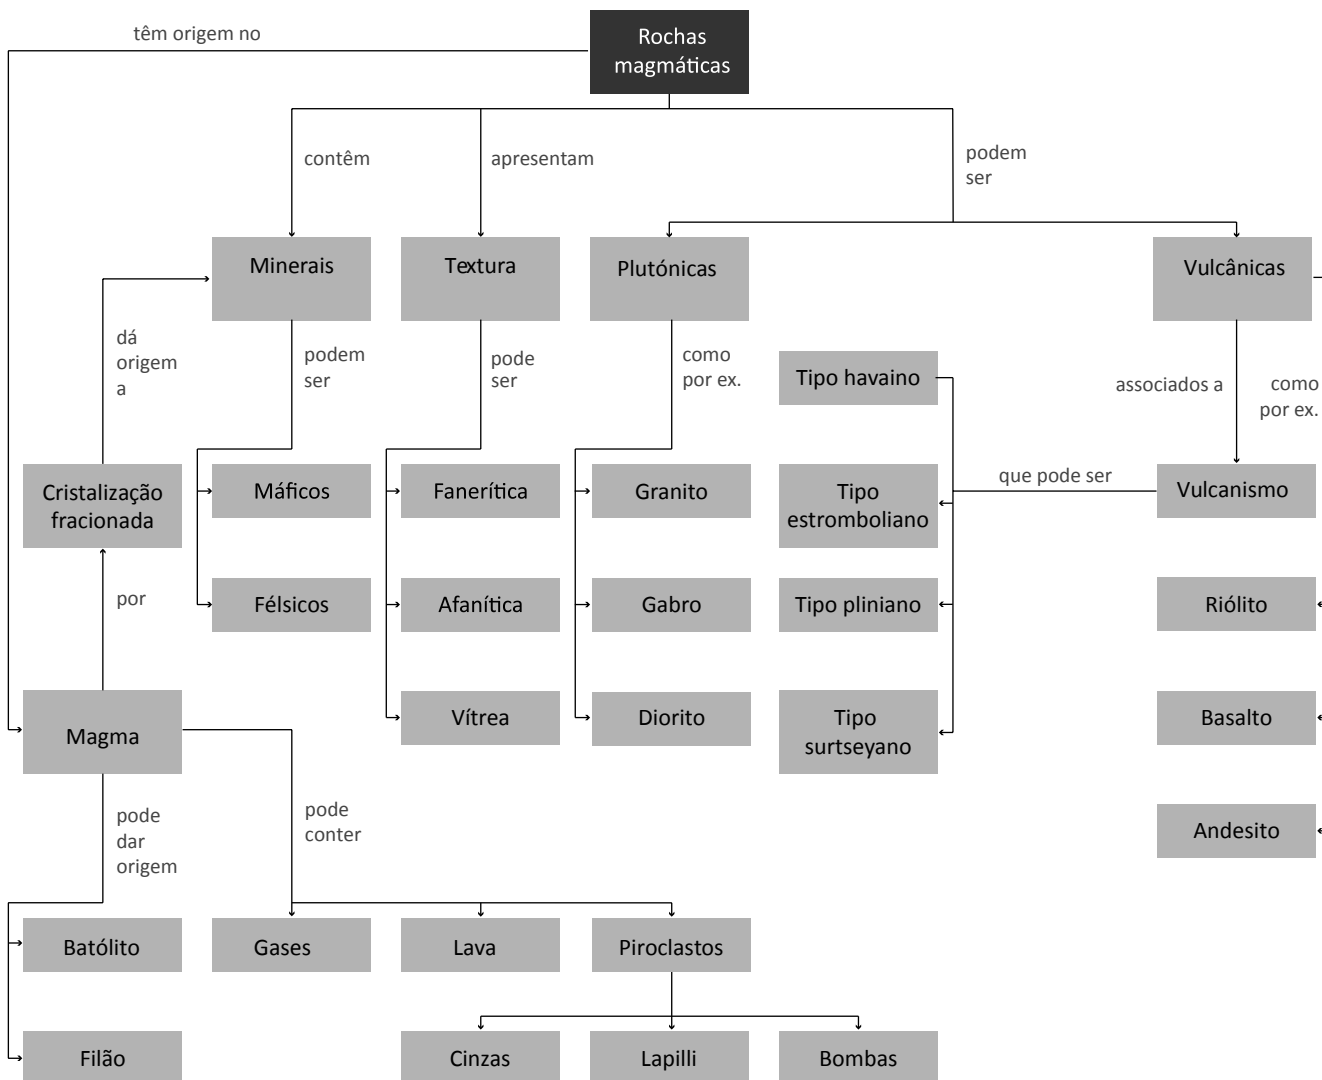 têm origem no
Rochas
magmáticas
contêm
apresentam
podem
ser
Minerais
Textura
Plutónicas
Vulcânicas
dá
origem
a
podem
ser
pode
ser
como
por ex.
Tipo havaino
associados a
como
por ex.
Cristalização
fracionada
Máficos
Fanerítica
Granito
Tipo
estromboliano
que pode ser
Vulcanismo
por
Félsicos
Afanítica
Gabro
Tipo pliniano
Riólito
Magma
Vítrea
Diorito
Tipo
surtseyano
Basalto
pode
dar
origem
pode
conter
Andesito
Batólito
Gases
Lava
Piroclastos
Filão
Cinzas
Lapilli
Bombas